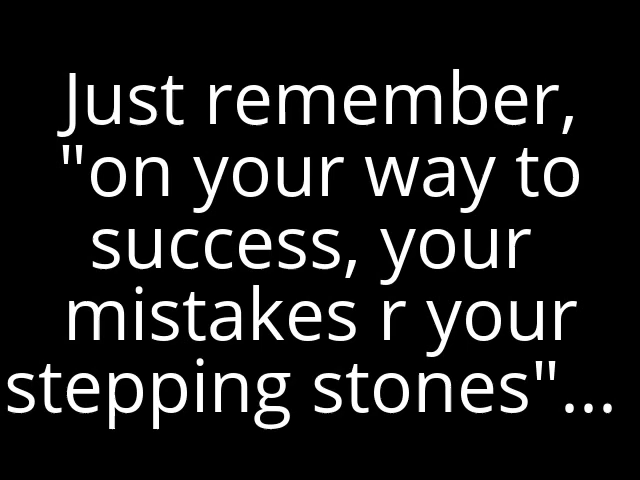 Just remember,
"on your way to
success, your
mistakes r your
stepping stones"...